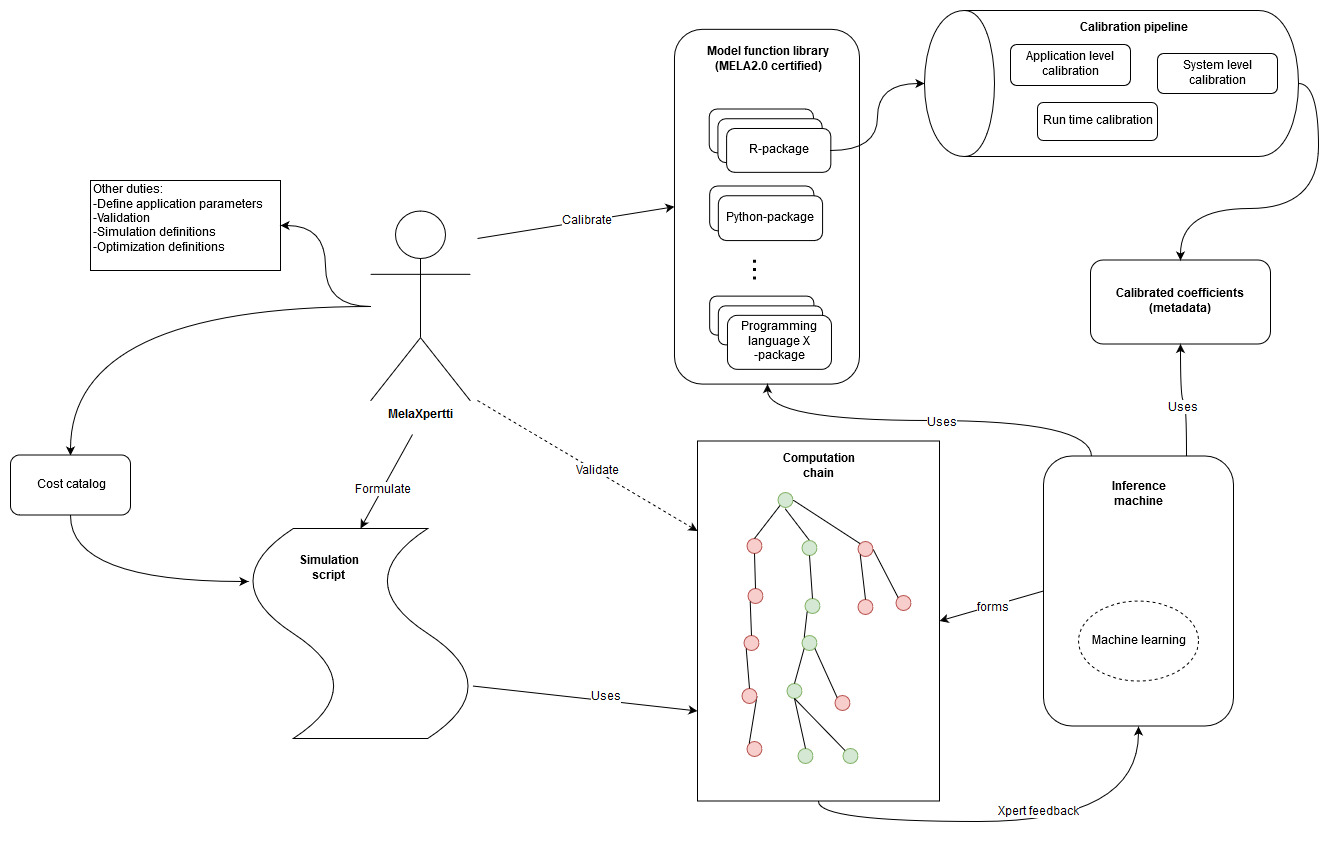 Calibration pipeline
Application level
calibration
System level
calibration
Run time calibration
Model function library
(MELA2.0 certified)
R-package
Python-package
Programming
language X
-package
Other duties:
-Define application parameters
-Validation
-Simulation definitions
-Optimization definitions
Calibrate
Calibrated coefficients
(metadata)
MelaXpertti
Uses
Uses
Cost catalog
Formulate
Validate
Computation
chain
Inference
machine
Simulation
script
forms
Machine learning
Uses
Xpert feedback